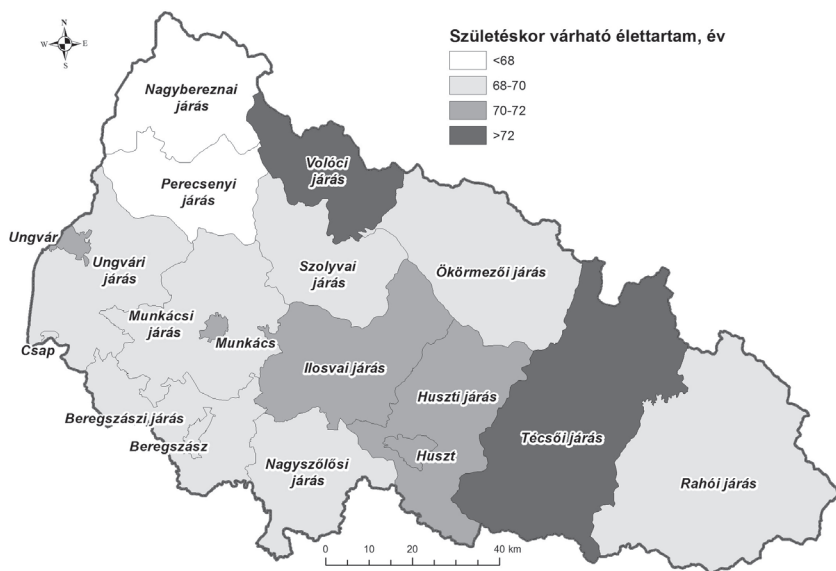 N
W E
S
Születéskor várható élettartam, év
<68
68-70
70-72
>72
Nagybereznai
járás
Perecsenyi
járás
Volóci
járás
Ungvár
Ungvári
járás
Szolyvai
járás
Ökörmezői járás
Munkácsi
járás
Munkács
Csap
Ilosvai járás
Huszti járás
Beregszászi járás
Beregszász
Nagyszőlősi
járás
Huszt
Técsői járás
Rahói járás
0 10 20 40 km